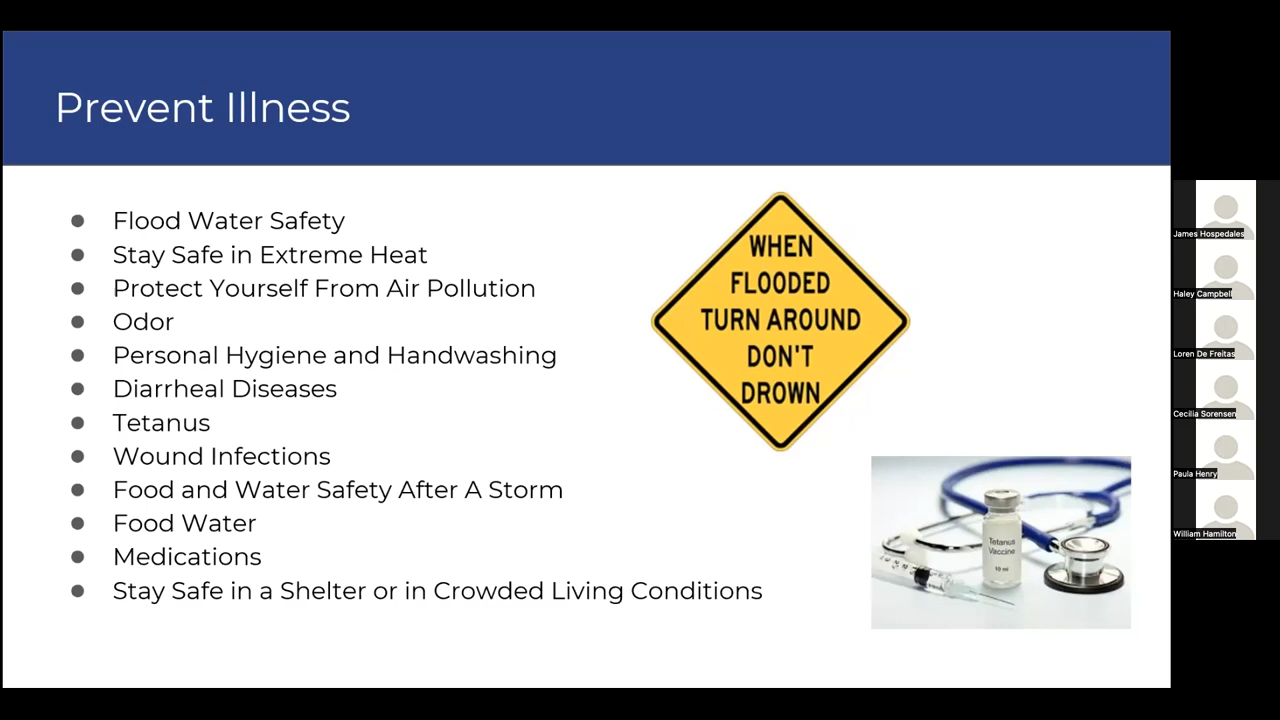 Prevent Illness
Flood Water Safety
Stay Safe in Extreme Heat
Protect Yourself From Air Pollution
Odor
Personal Hygiene and Handwashing
Diarrheal Diseases
Tetanus
Wound Infections
Food and Water Safety After A Storm
Food Water
Medications
Stay Safe in a Shelter or in Crowded Living Conditions
WHEN
FLOODED
TURN AROUND
DON'T
DROWN
Tetanus
Vaccine
10 ml
James Hospedales
Haley Campbell
Loren De Freitas
Cecilia Sorensen
Paula Henry
William Hamilton